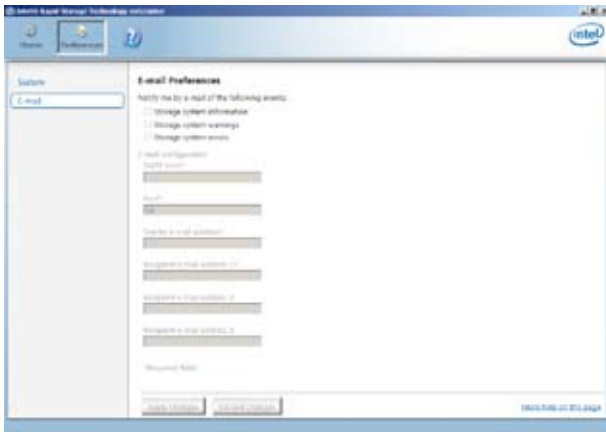 Intel® Rapid Storage Technology enterprise
Home
Preferences
intel
System
E-mail
E-mail Preferences
Notify me by e-mail of the following events:
Storage system information
Storage system warnings
Storage system errors
E-mail configuration
SMTP host*
Port*
Sender e-mail address*
Recipient e-mail address 1*
Recipient e-mail address 2
Recipient e-mail address 3
*Required fields
Apply Changes
Discard Changes
More help on this page